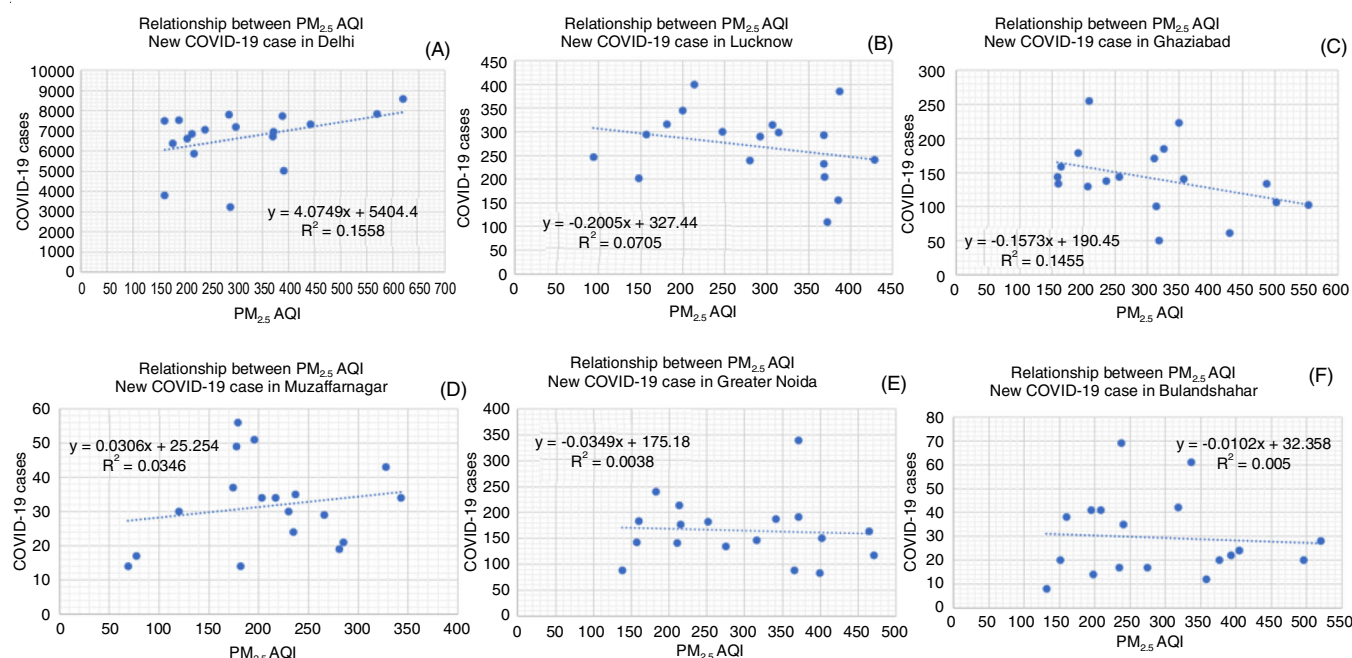 Relationship between PM2.5 AQI
New COVID-19 case in Delhi
(A)
COVID-19 cases
10000
9000
8000
7000
6000
5000
4000
3000
2000
1000
0
y = 4.0749x + 5404.4
R2 = 0.1558
0 50 100 150 200 250 300 350 400 450 500 550 600 650 700
PM2.5 AQI
Relationship between PM2.5 AQI
New COVID-19 case in Lucknow
(B)
COVID-19 cases
450
400
350
300
250
200
150
100
50
0
y = -0.2005x + 327.44
R2 = 0.0705
0 50 100 150 200 250 300 350 400 450
PM2.5 AQI
Relationship between PM2.5 AQI
New COVID-19 case in Ghaziabad
(C)
COVID-19 cases
300
250
200
150
100
50
0
y = -0.1573x + 190.45
R2 = 0.1455
0 50 100 150 200 250 300 350 400 450 500 550 600
PM2.5 AQI
Relationship between PM2.5 AQI
New COVID-19 case in Muzaffarnagar
(D)
COVID-19 cases
60
50
40
30
20
10
0
y = 0.0306x + 25.254
R2 = 0.0346
0 50 100 150 200 250 300 350 400
PM2.5 AQI
Relationship between PM2.5 AQI
New COVID-19 case in Greater Noida
(E)
COVID-19 cases
400
350
300
250
200
150
100
50
0
y = -0.0349x + 175.18
R2 = 0.0038
0 50 100 150 200 250 300 350 400 450 500
PM2.5 AQI
Relationship between PM2.5 AQI
New COVID-19 case in Bulandshahar
(F)
COVID-19 cases
80
70
60
50
40
30
20
10
0
y = -0.0102x + 32.358
R2 = 0.005
0 50 100 150 200 250 300 350 400 450 500 550
PM2.5 AQI